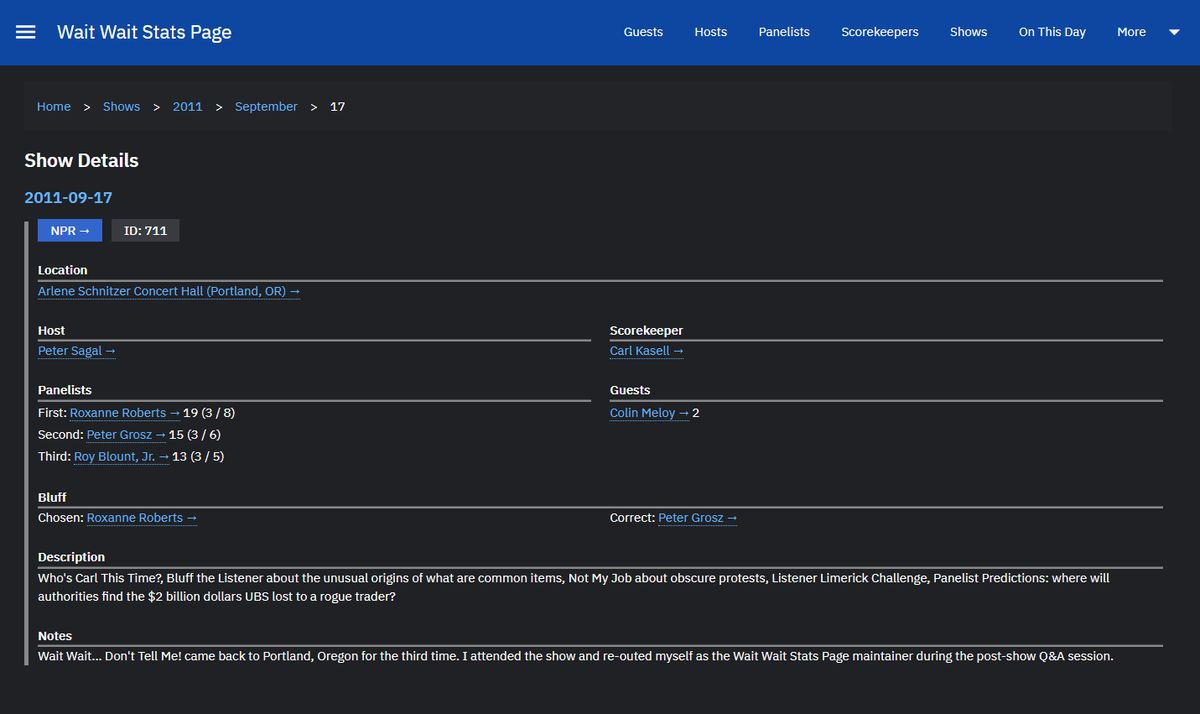 Wait Wait Stats Page
Guests Hosts Panelists Scorekeepers Shows On This Day More
Home > Shows > 2011 > September > 17
Show Details
2011-09-17
NPR → ID: 711
Location
Arlene Schnitzer Concert Hall (Portland, OR) →
Host
Peter Sagal →
Scorekeeper
Carl Kasell →
Panelists
First: Roxanne Roberts → 19 (3 / 8)
Second: Peter Grosz → 15 (3 / 6)
Third: Roy Blount, Jr. → 13 (3 / 5)
Guests
Colin Meloy → 2
Bluff
Chosen: Roxanne Roberts →
Correct: Peter Grosz →
Description
Who's Carl This Time?, Bluff the Listener about the unusual origins of what are common items, Not My Job about obscure protests, Listener Limerick Challenge, Panelist Predictions: where will
authorities find the $2 billion dollars UBS lost to a rogue trader?
Notes
Wait Wait... Don't Tell Me! came back to Portland, Oregon for the third time. I attended the show and re-outed myself as the Wait Wait Stats Page maintainer during the post-show Q&A session.